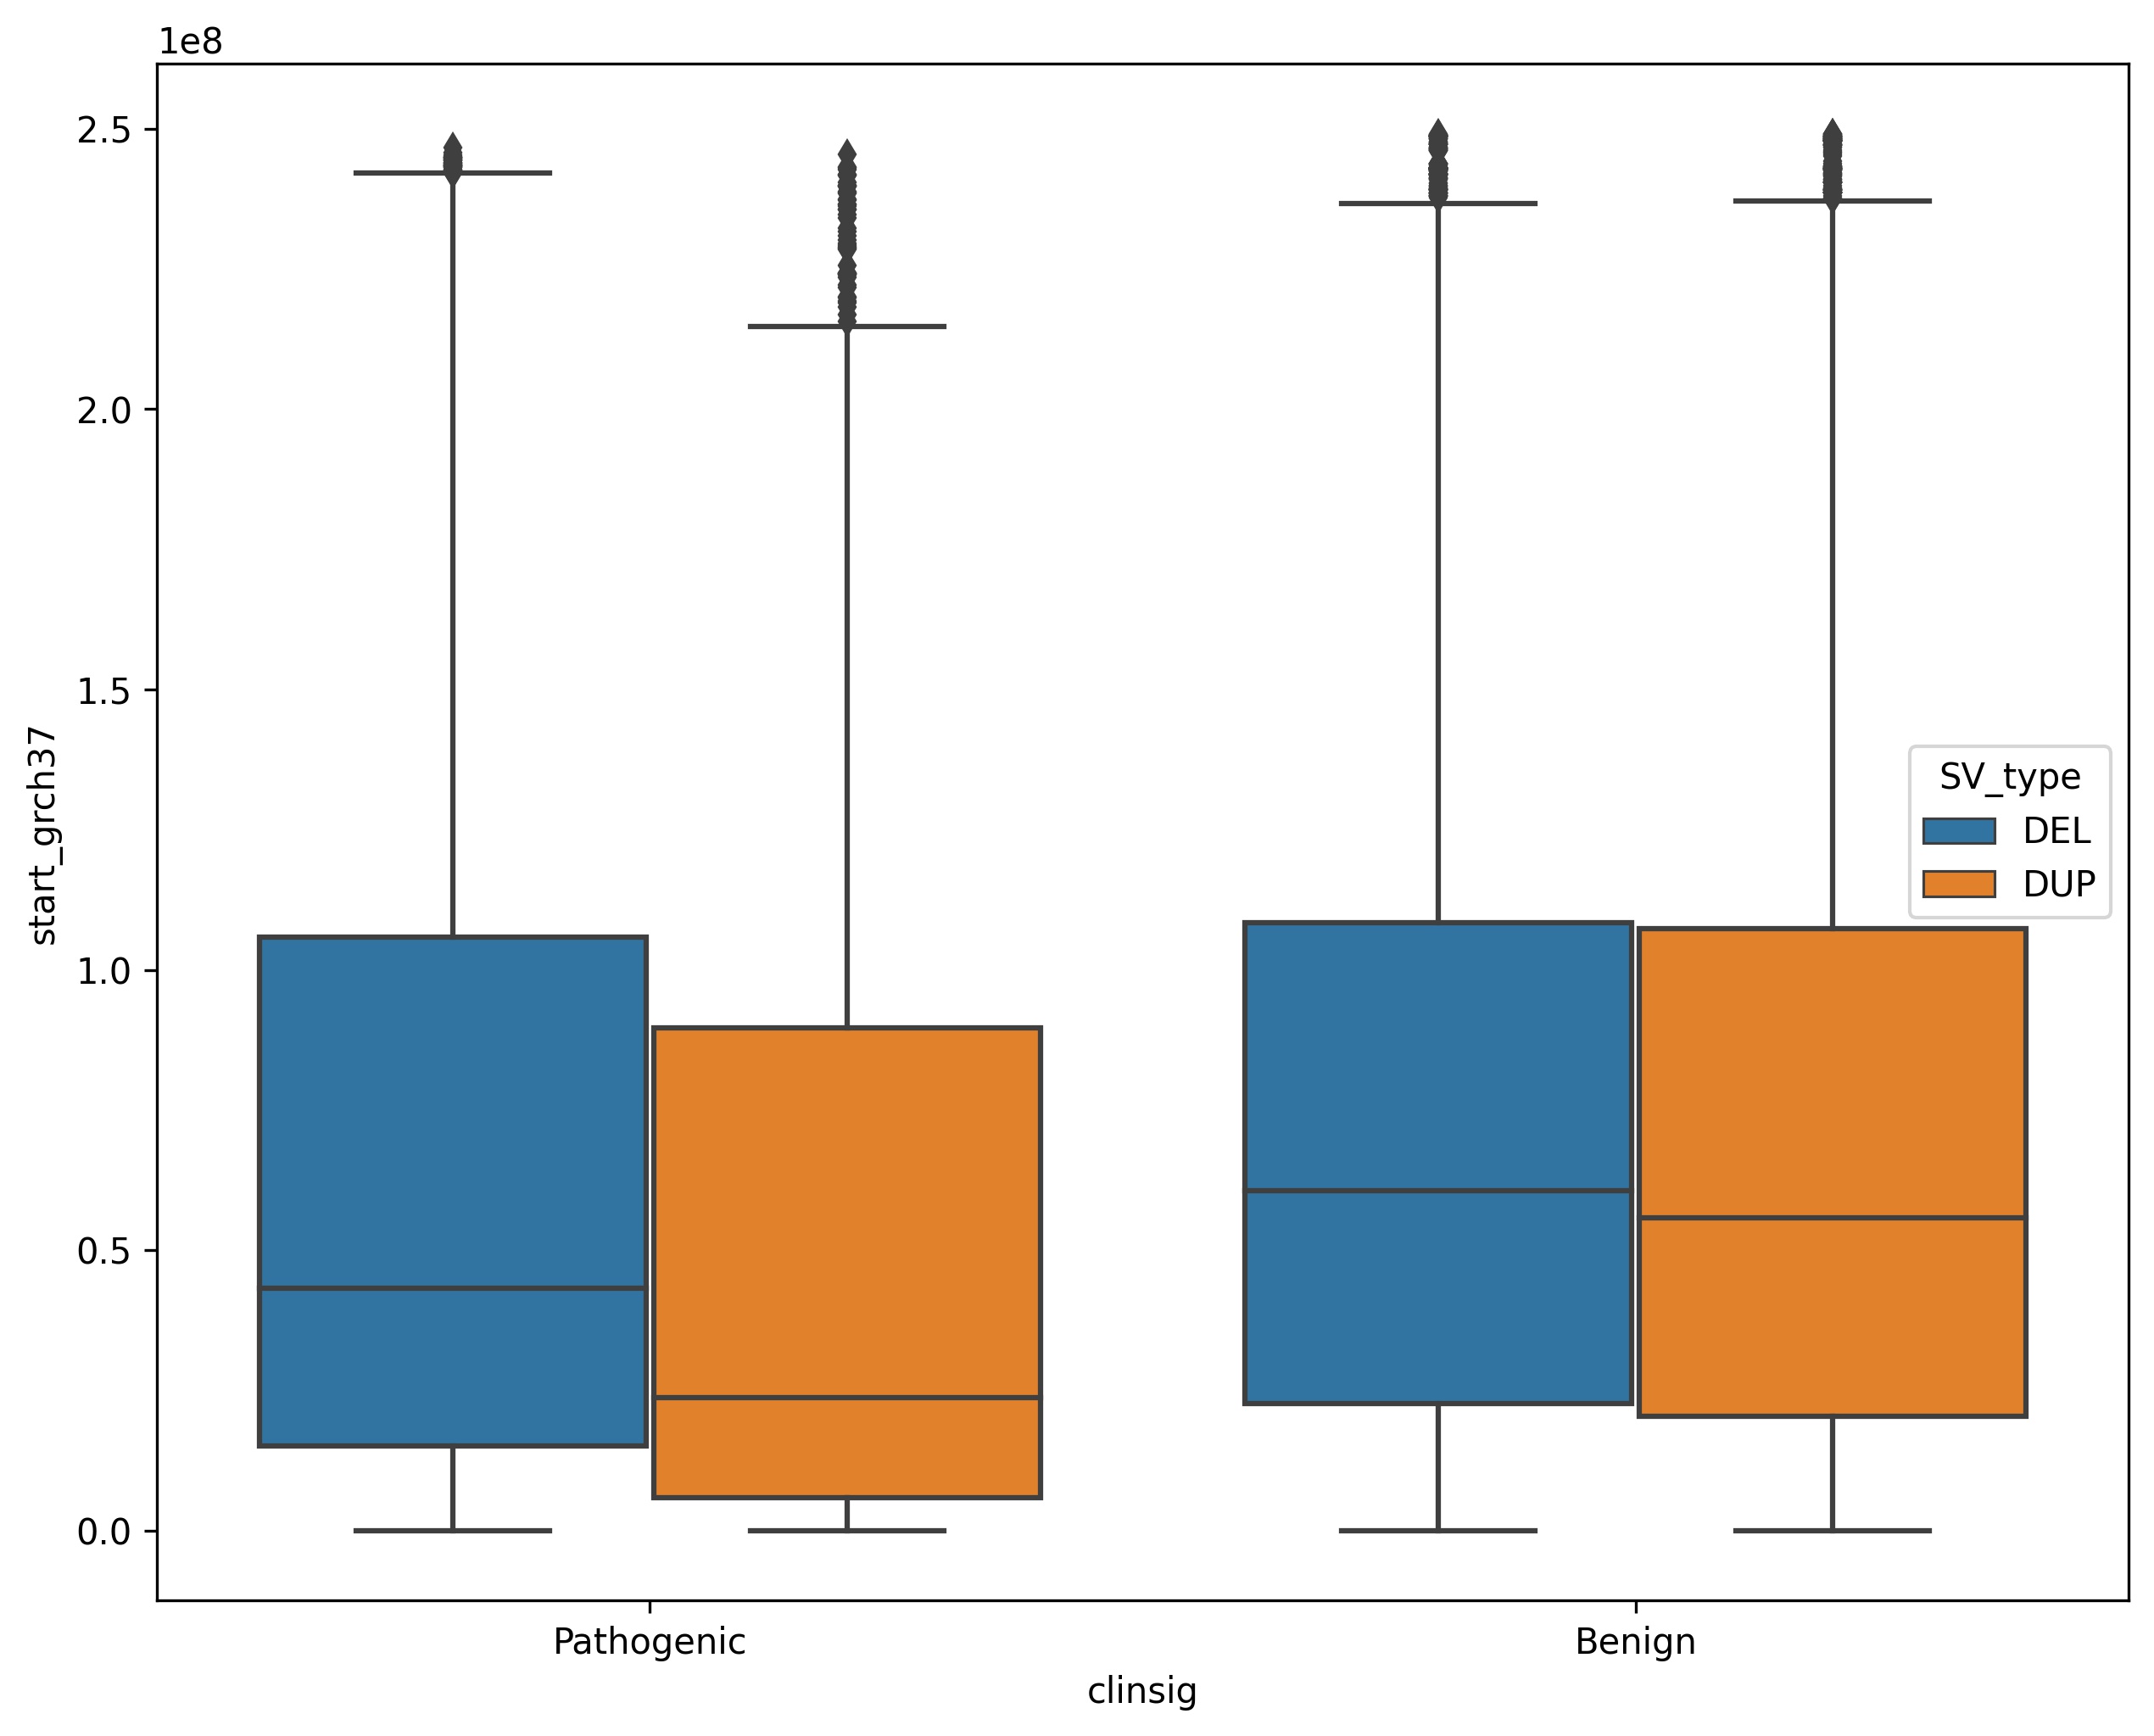 1e8
2.5
2.0
1.5
1.0
0.5
0.0
start_grch37
SV_type
DEL
DUP
Pathogenic
Benign
clinsig